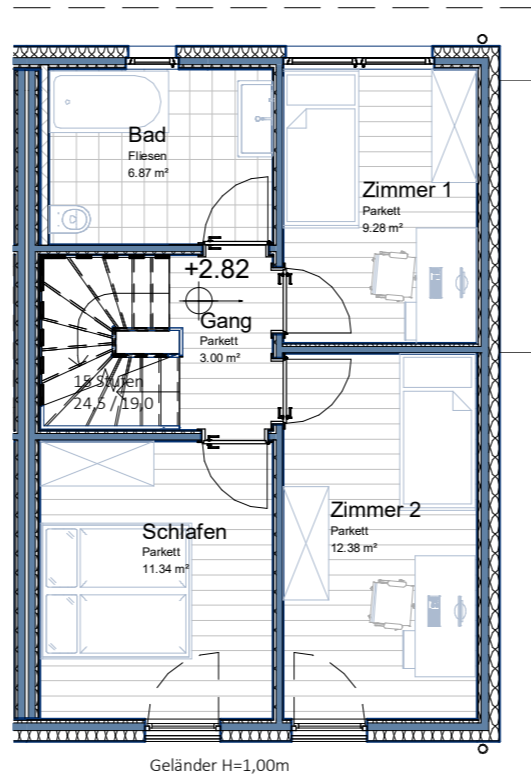 Bad
Fliesen
6.87 m²
Zimmer 1
Parkett
9.28 m²
+2.82
Gang
Parkett
3.00 m²
15 Stufen
24,5 / 19,0
Schlafen
Parkett
11.34 m²
Zimmer 2
Parkett
12.38 m²
Geländer H=1,00m